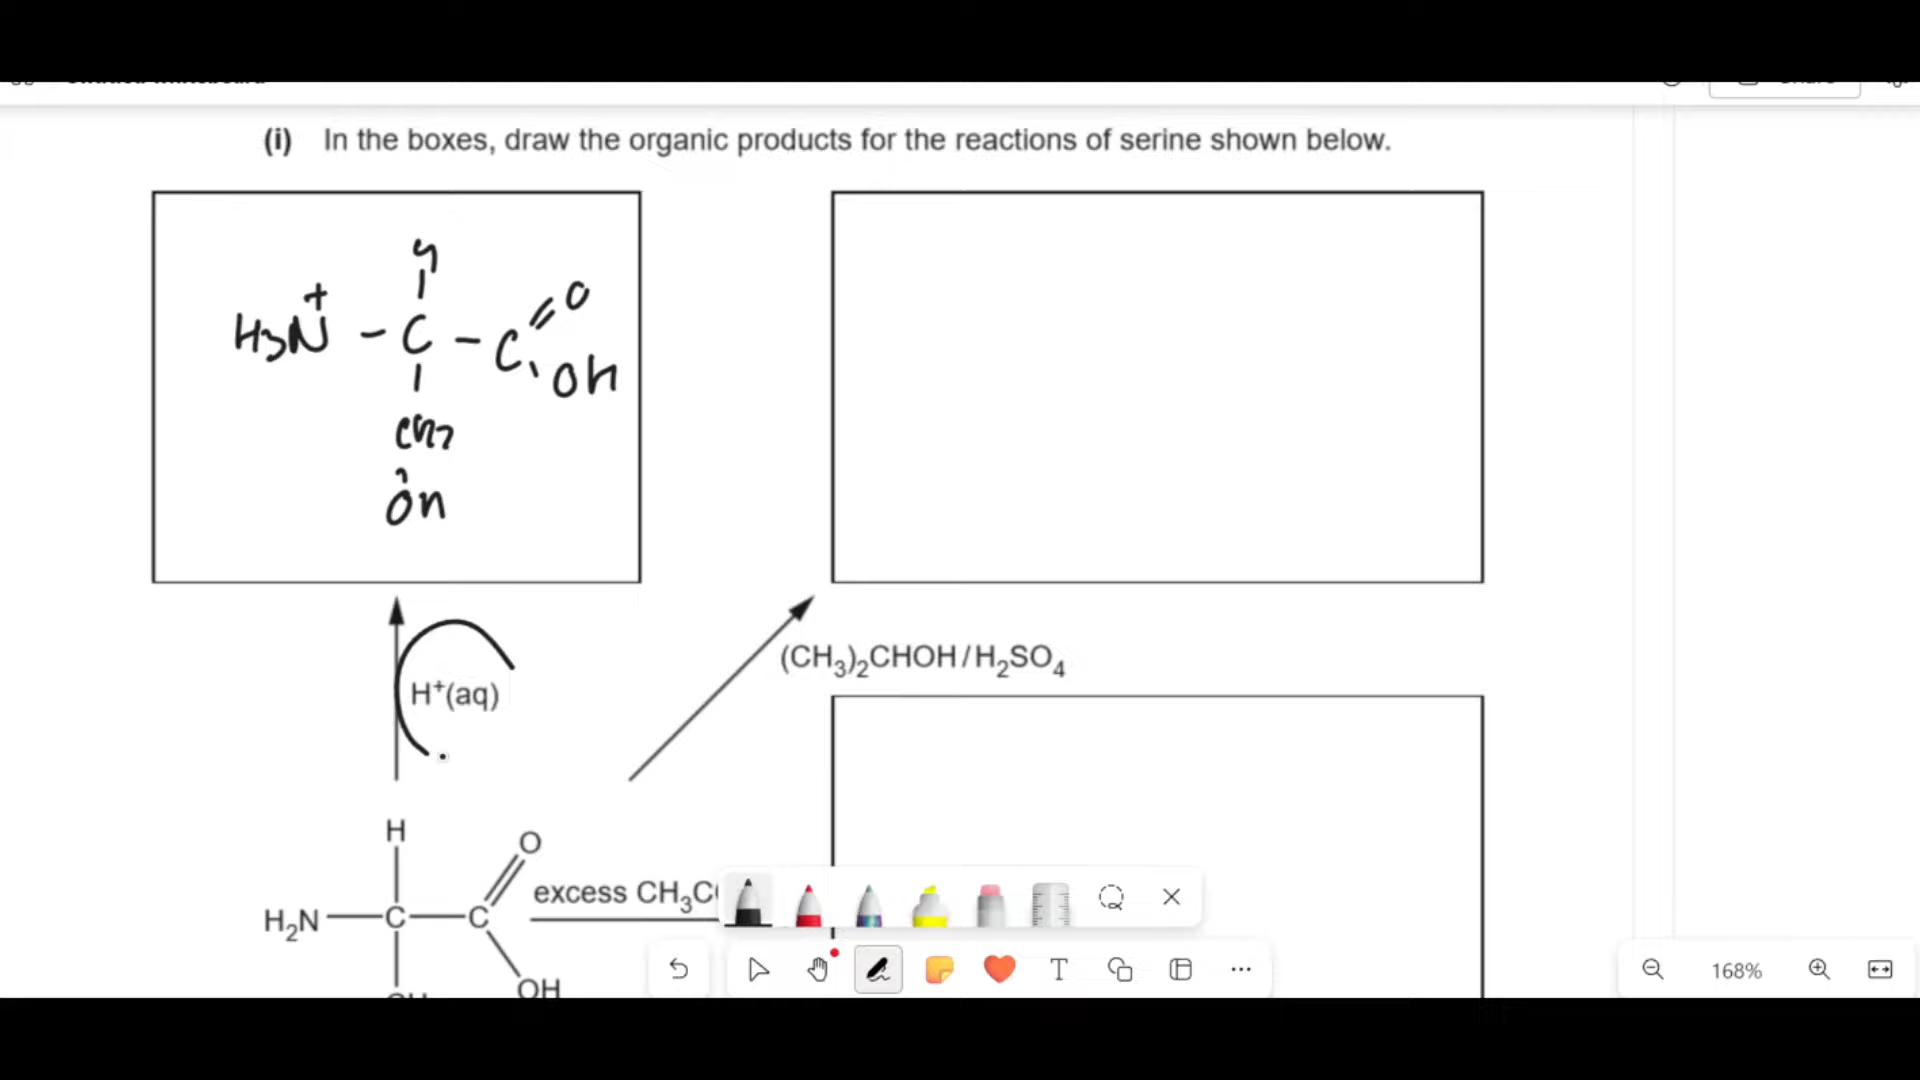 (i) In the boxes, draw the organic products for the reactions of serine shown below.
H
H₃N⁺ - C - C = O
OH
CH₂
OH
(CH₃)₂CHOH/H₂SO₄
H⁺(aq)
H
O
excess CH₃C
H₂N C C
OH
T
168%